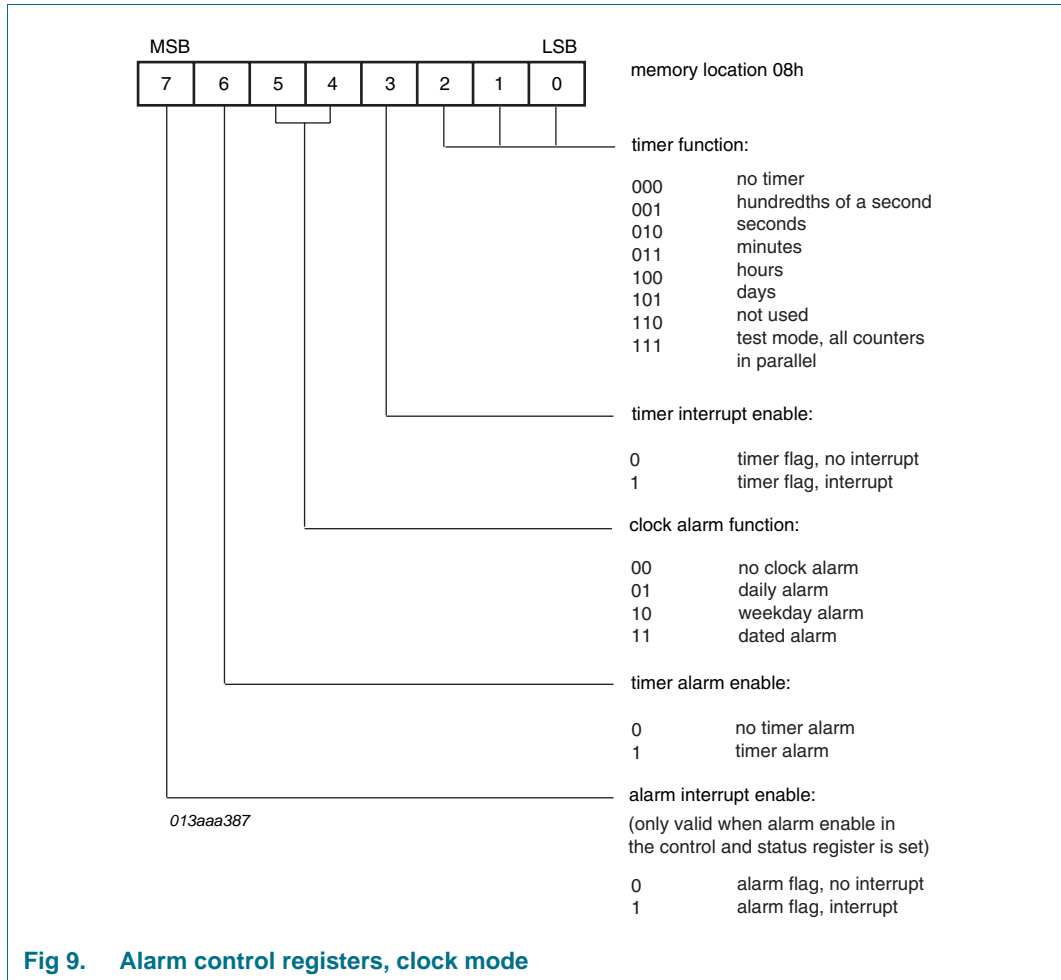 MSB LSB
7 6 5 4 3 2 1 0
memory location 08h
timer function:
000 no timer
001 hundredths of a second
010 seconds
011 minutes
100 hours
101 days
110 not used
111 test mode, all counters
in parallel
timer interrupt enable:
0 timer flag, no interrupt
1 timer flag, interrupt
clock alarm function:
00 no clock alarm
01 daily alarm
10 weekday alarm
11 dated alarm
timer alarm enable:
0 no timer alarm
1 timer alarm
alarm interrupt enable:
(only valid when alarm enable in
the control and status register is set)
0 alarm flag, no interrupt
1 alarm flag, interrupt
013aaa387
Fig 9. Alarm control registers, clock mode